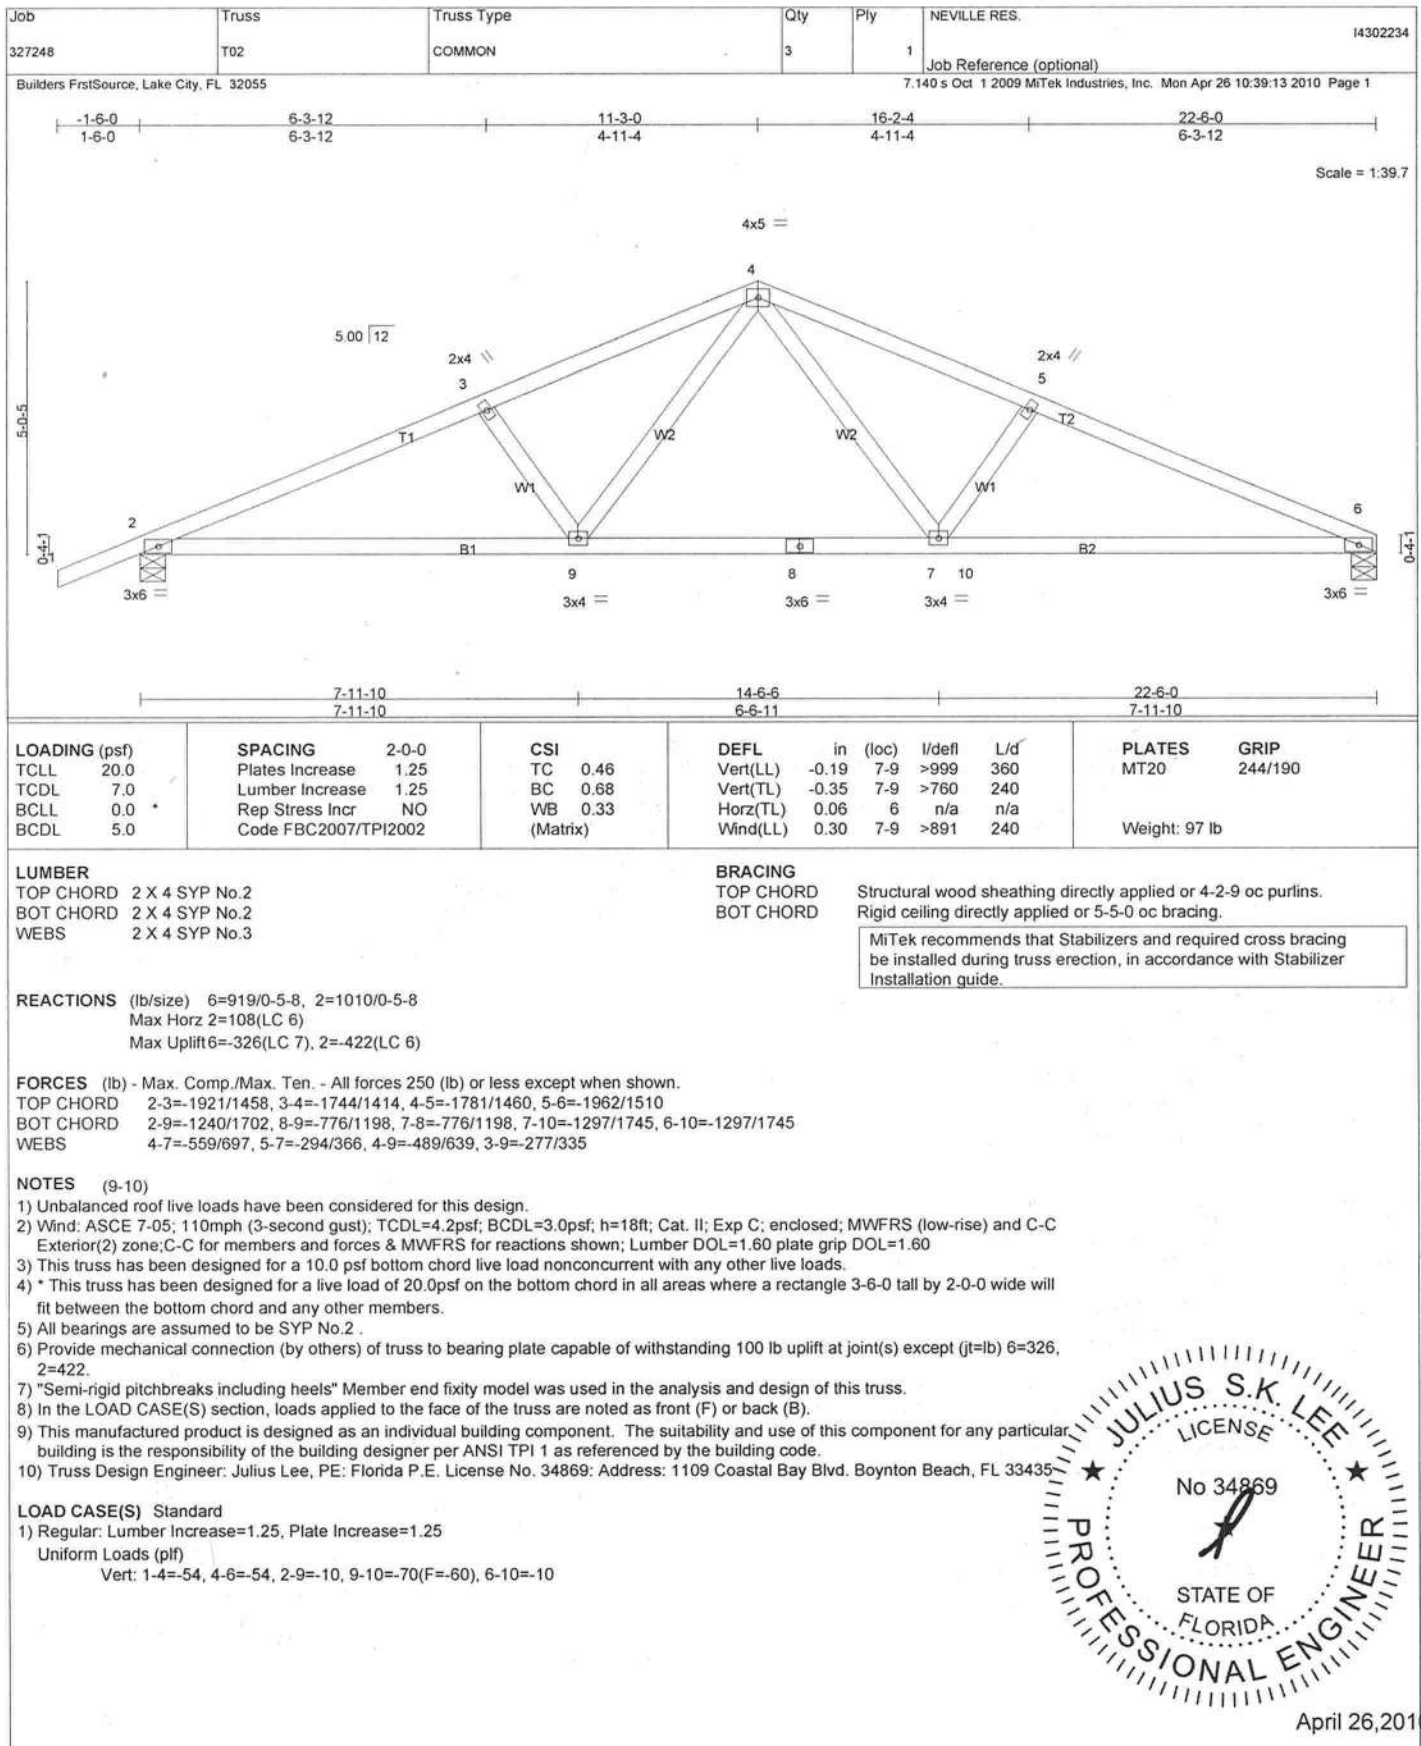 Job Truss Truss Type Qty Ply NEVILLE RES.
I4302234
327248 T02 COMMON 3 1
Job Reference (optional)
Builders FrstSource, Lake City, FL 32055 7.140 s Oct 1 2009 MiTek Industries, Inc. Mon Apr 26 10:39:13 2010 Page 1
-1-6-0 6-3-12 11-3-0 16-2-4 22-6-0
1-6-0 6-3-12 4-11-4 4-11-4 6-3-12
Scale = 1:39.7
4x5 =
4
5.00 12
2x4 \\ 2x4 //
3 5
5-0-5
T1 W2 W2 T2
W1 W1
2 6
0-4-1 0-4-1
B1 B2
9 8 7 10
3x6 = 3x4 = 3x6 = 3x4 = 3x6 =
7-11-10 14-6-6 22-6-0
7-11-10 6-6-11 7-11-10
LOADING (psf) SPACING 2-0-0 CSI DEFL in (loc) l/defl L/d PLATES GRIP
TCLL 20.0 Plates Increase 1.25 TC 0.46 Vert(LL) -0.19 7-9 >999 360 MT20 244/190
TCDL 7.0 Lumber Increase 1.25 BC 0.68 Vert(TL) -0.35 7-9 >760 240
BCLL 0.0 * Rep Stress Incr NO WB 0.33 Horz(TL) 0.06 6 n/a n/a
BCDL 5.0 Code FBC2007/TPI2002 (Matrix) Wind(LL) 0.30 7-9 >891 240 Weight: 97 lb
LUMBER
TOP CHORD 2 X 4 SYP No.2
BOT CHORD 2 X 4 SYP No.2
WEBS 2 X 4 SYP No.3
BRACING
TOP CHORD Structural wood sheathing directly applied or 4-2-9 oc purlins.
BOT CHORD Rigid ceiling directly applied or 5-5-0 oc bracing.
MiTek recommends that Stabilizers and required cross bracing
be installed during truss erection, in accordance with Stabilizer
Installation guide.
REACTIONS (lb/size) 6=919/0-5-8, 2=1010/0-5-8
Max Horz 2=108(LC 6)
Max Uplift6=-326(LC 7), 2=-422(LC 6)
FORCES (lb) - Max. Comp./Max. Ten. - All forces 250 (lb) or less except when shown.
TOP CHORD 2-3=-1921/1458, 3-4=-1744/1414, 4-5=-1781/1460, 5-6=-1962/1510
BOT CHORD 2-9=-1240/1702, 8-9=-776/1198, 7-8=-776/1198, 7-10=-1297/1745, 6-10=-1297/1745
WEBS 4-7=-559/697, 5-7=-294/366, 4-9=-489/639, 3-9=-277/335
NOTES (9-10)
1) Unbalanced roof live loads have been considered for this design.
2) Wind: ASCE 7-05; 110mph (3-second gust); TCDL=4.2psf; BCDL=3.0psf; h=18ft; Cat. II; Exp C; enclosed; MWFRS (low-rise) and C-C
Exterior(2) zone;C-C for members and forces & MWFRS for reactions shown; Lumber DOL=1.60 plate grip DOL=1.60
3) This truss has been designed for a 10.0 psf bottom chord live load nonconcurrent with any other live loads.
4) * This truss has been designed for a live load of 20.0psf on the bottom chord in all areas where a rectangle 3-6-0 tall by 2-0-0 wide will
fit between the bottom chord and any other members.
5) All bearings are assumed to be SYP No.2 .
6) Provide mechanical connection (by others) of truss to bearing plate capable of withstanding 100 lb uplift at joint(s) except (jt=lb) 6=326,
2=422.
7) "Semi-rigid pitchbreaks including heels" Member end fixity model was used in the analysis and design of this truss.
8) In the LOAD CASE(S) section, loads applied to the face of the truss are noted as front (F) or back (B).
9) This manufactured product is designed as an individual building component. The suitability and use of this component for any particular
building is the responsibility of the building designer per ANSI TPI 1 as referenced by the building code.
10) Truss Design Engineer: Julius Lee, PE: Florida P.E. License No. 34869: Address: 1109 Coastal Bay Blvd. Boynton Beach, FL 33435
LOAD CASE(S) Standard
1) Regular: Lumber Increase=1.25, Plate Increase=1.25
Uniform Loads (plf)
Vert: 1-4=-54, 4-6=-54, 2-9=-10, 9-10=-70(F=-60), 6-10=-10
JULIUS S.K. LEE
LICENSE
No 34869
STATE OF
FLORIDA
PROFESSIONAL ENGINEER
April 26,201